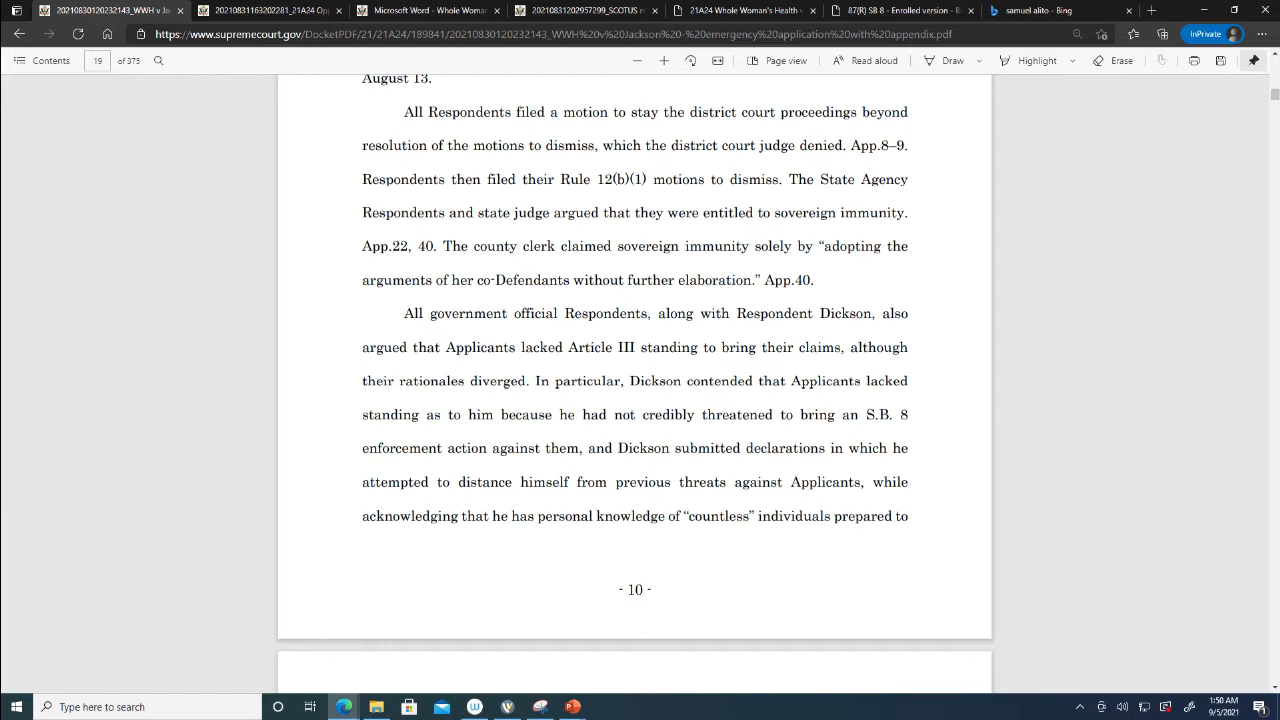 20210830120232143_WWH v Jac
20210831163202281_21A24 Opp
Microsoft Word - Whole Woman
20210831202957299_SCOTUS r
21A24 Whole Woman's Health v
87(R) SB 8 - Enrolled version - B
samuel alito - Bing
https://www.supremecourt.gov/DocketPDF/21/21A24/189841/20210830120232143_WWH%20v%20Jackson%20-%20emergency%20application%20with%20appendix.pdf
InPrivate
Contents
19 of 375
Page view
Read aloud
Draw
Highlight
Erase
August 13.
All Respondents filed a motion to stay the district court proceedings beyond
resolution of the motions to dismiss, which the district court judge denied. App.8–9.
Respondents then filed their Rule 12(b)(1) motions to dismiss. The State Agency
Respondents and state judge argued that they were entitled to sovereign immunity.
App.22, 40. The county clerk claimed sovereign immunity solely by “adopting the
arguments of her co-Defendants without further elaboration.” App.40.
All government official Respondents, along with Respondent Dickson, also
argued that Applicants lacked Article III standing to bring their claims, although
their rationales diverged. In particular, Dickson contended that Applicants lacked
standing as to him because he had not credibly threatened to bring an S.B. 8
enforcement action against them, and Dickson submitted declarations in which he
attempted to distance himself from previous threats against Applicants, while
acknowledging that he has personal knowledge of “countless” individuals prepared to
- 10 -
Type here to search
1:50 AM
9/5/2021